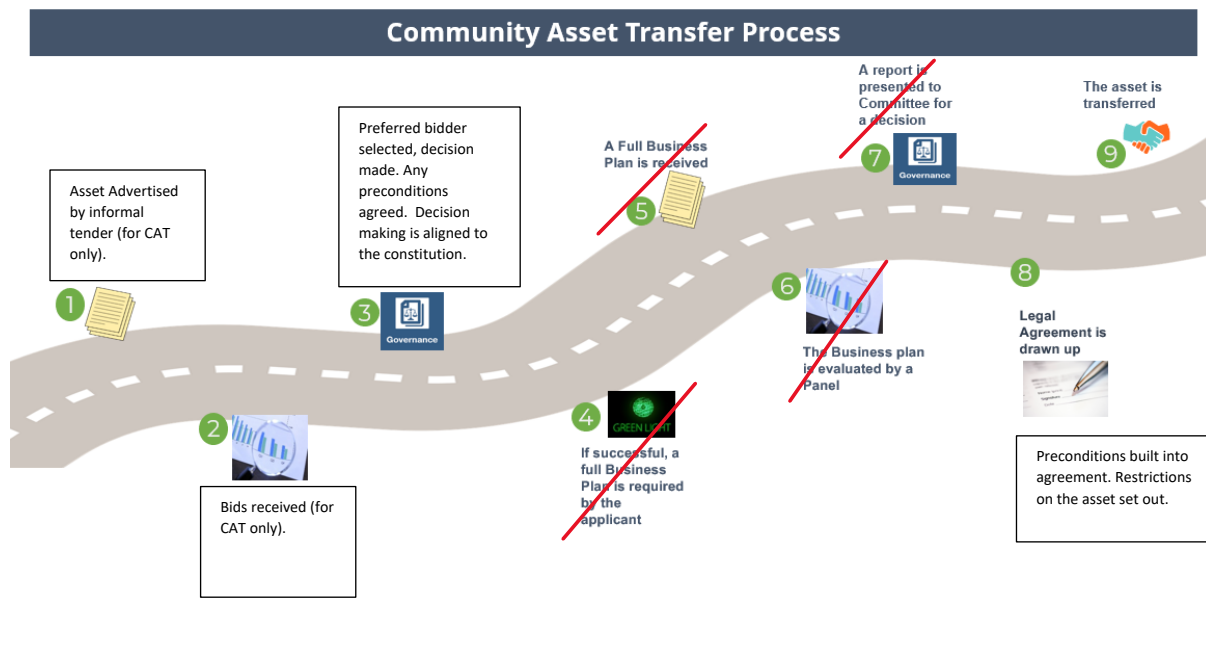 Community Asset Transfer Process
1
Asset Advertised
by informal
tender (for CAT
only).
2
Bids received (for
CAT only).
3
Preferred bidder
selected, decision
made. Any
preconditions
agreed.  Decision
making is aligned to
the constitution.
Governance
4
GREEN LIGHT
If successful, a
full Business
Plan is required
by the
applicant
5
A Full Business
Plan is received
6
The Business plan
is evaluated by a
Panel
7
A report is
presented to
Committee for
a decision
Governance
8
Legal
Agreement is
drawn up
Preconditions built into
agreement. Restrictions
on the asset set out.
9
The asset is
transferred